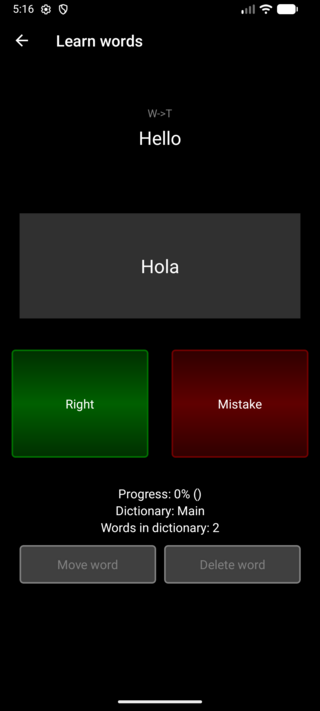 5:16
Learn words
W->T
Hello
Hola
Right
Mistake
Progress: 0% ()
Dictionary: Main
Words in dictionary: 2
Move word
Delete word